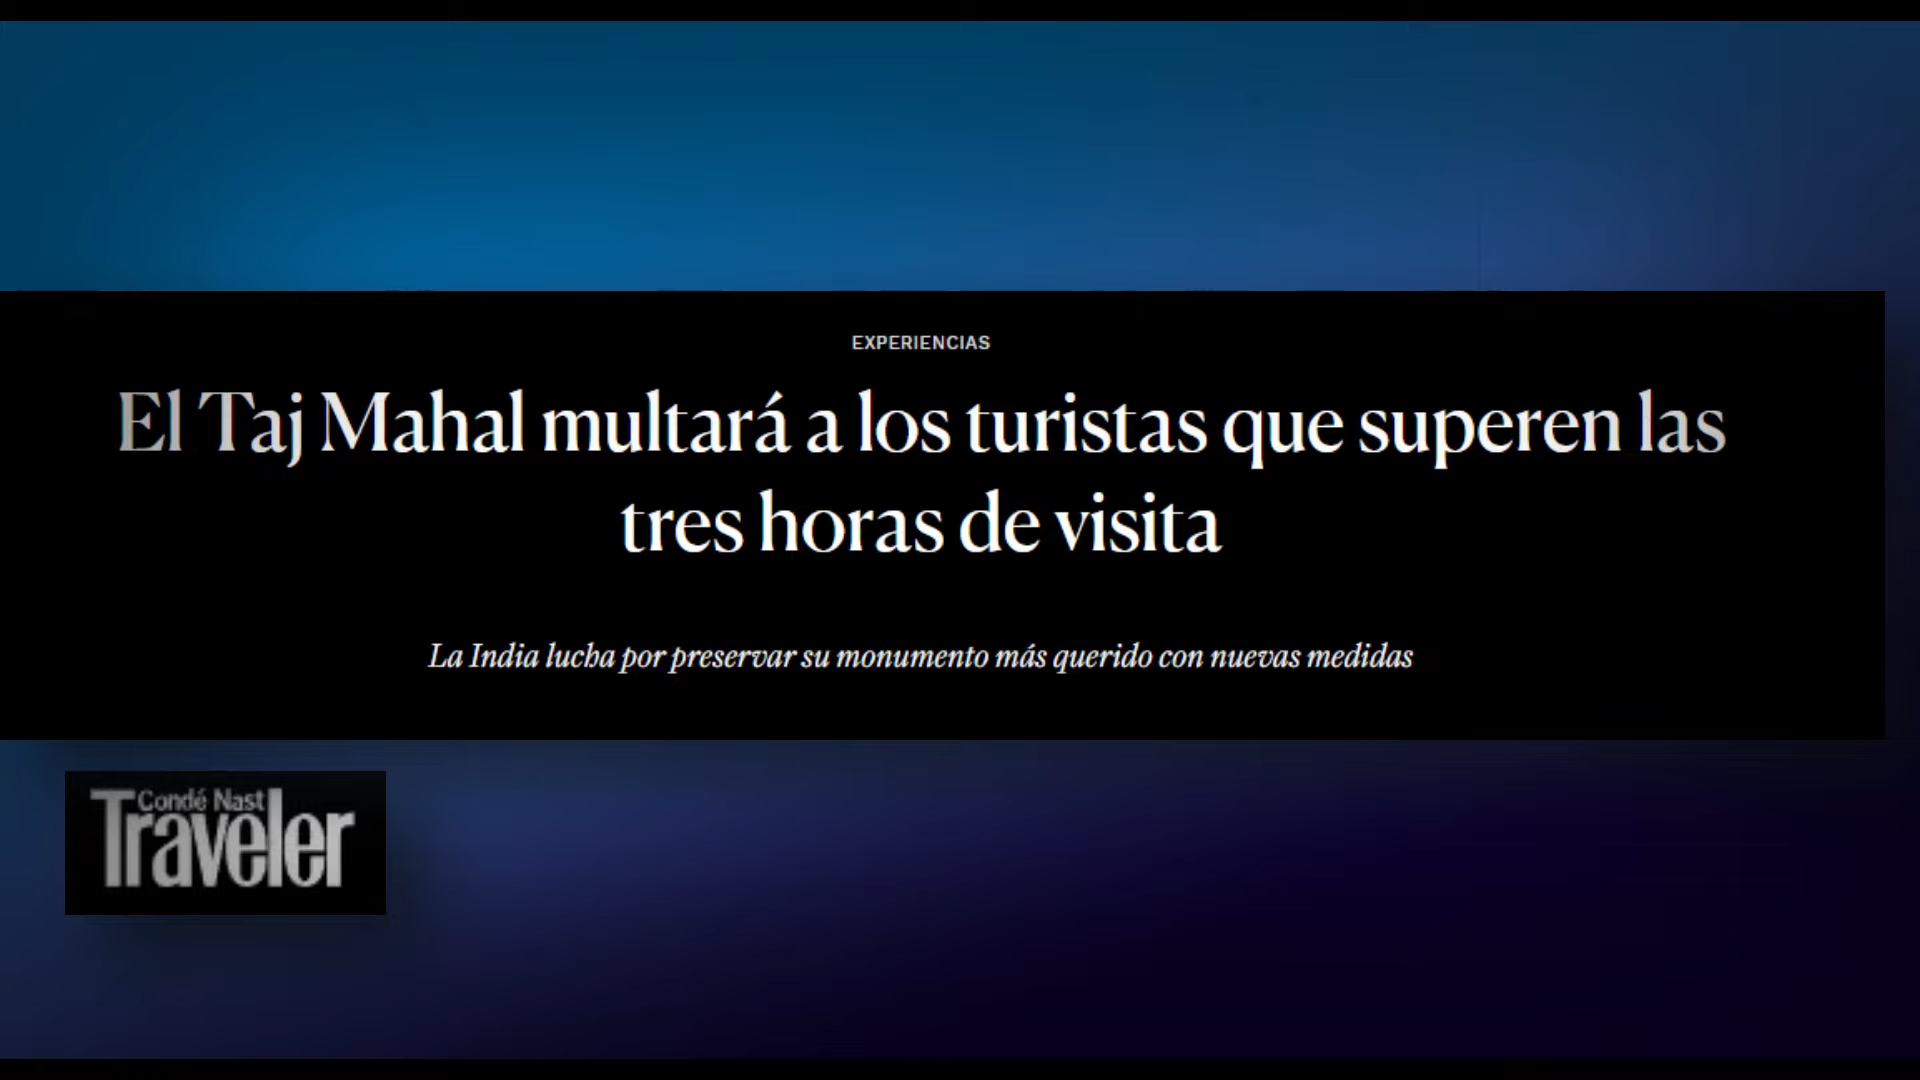 EXPERIENCIAS
El Taj Mahal multará a los turistas que superen las
tres horas de visita
La India lucha por preservar su monumento más querido con nuevas medidas
Condé Nast
Traveler